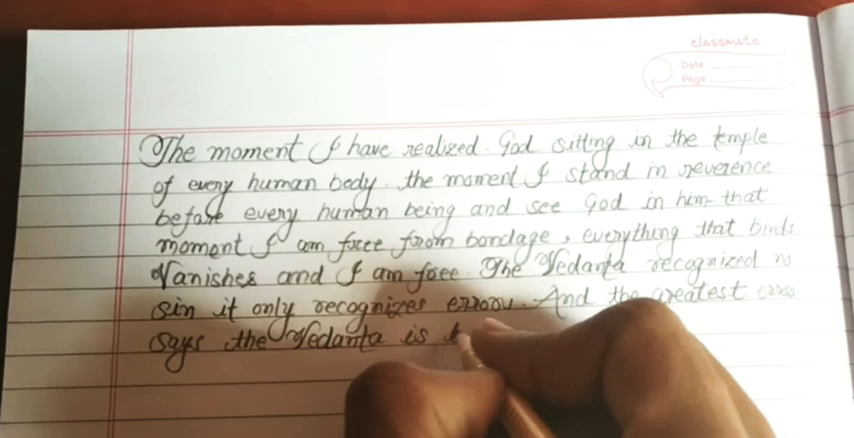 classmate
Date
Page
The moment I have realized. God sitting in the temple
of every human body. the moment I stand in reverence
before every human being and see God in him- that
moment I am free from bondage, everything that binds
Vanishes and I am free. The Vedanta recognized no
sin it only recognizes error. And the greatest
says the Vedanta is